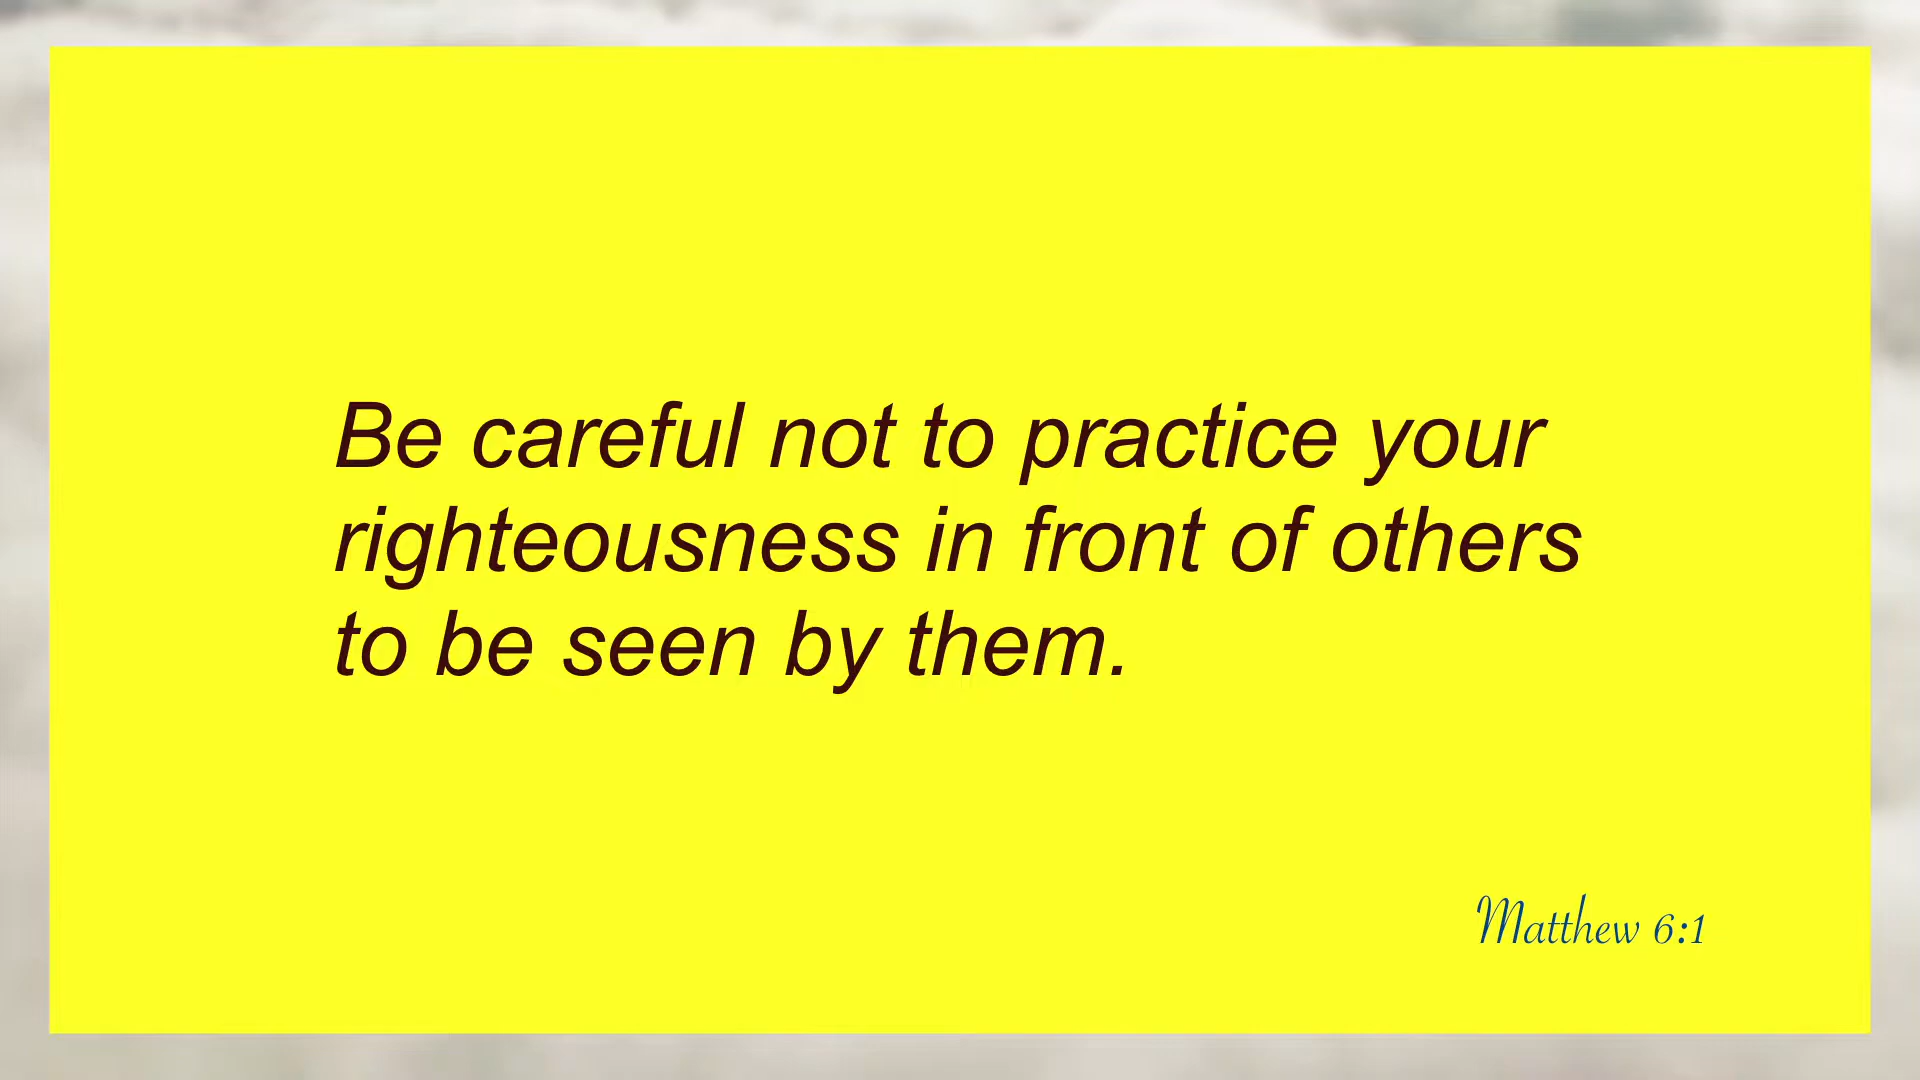 Be careful not to practice your
righteousness in front of others
to be seen by them.
Matthew 6:1